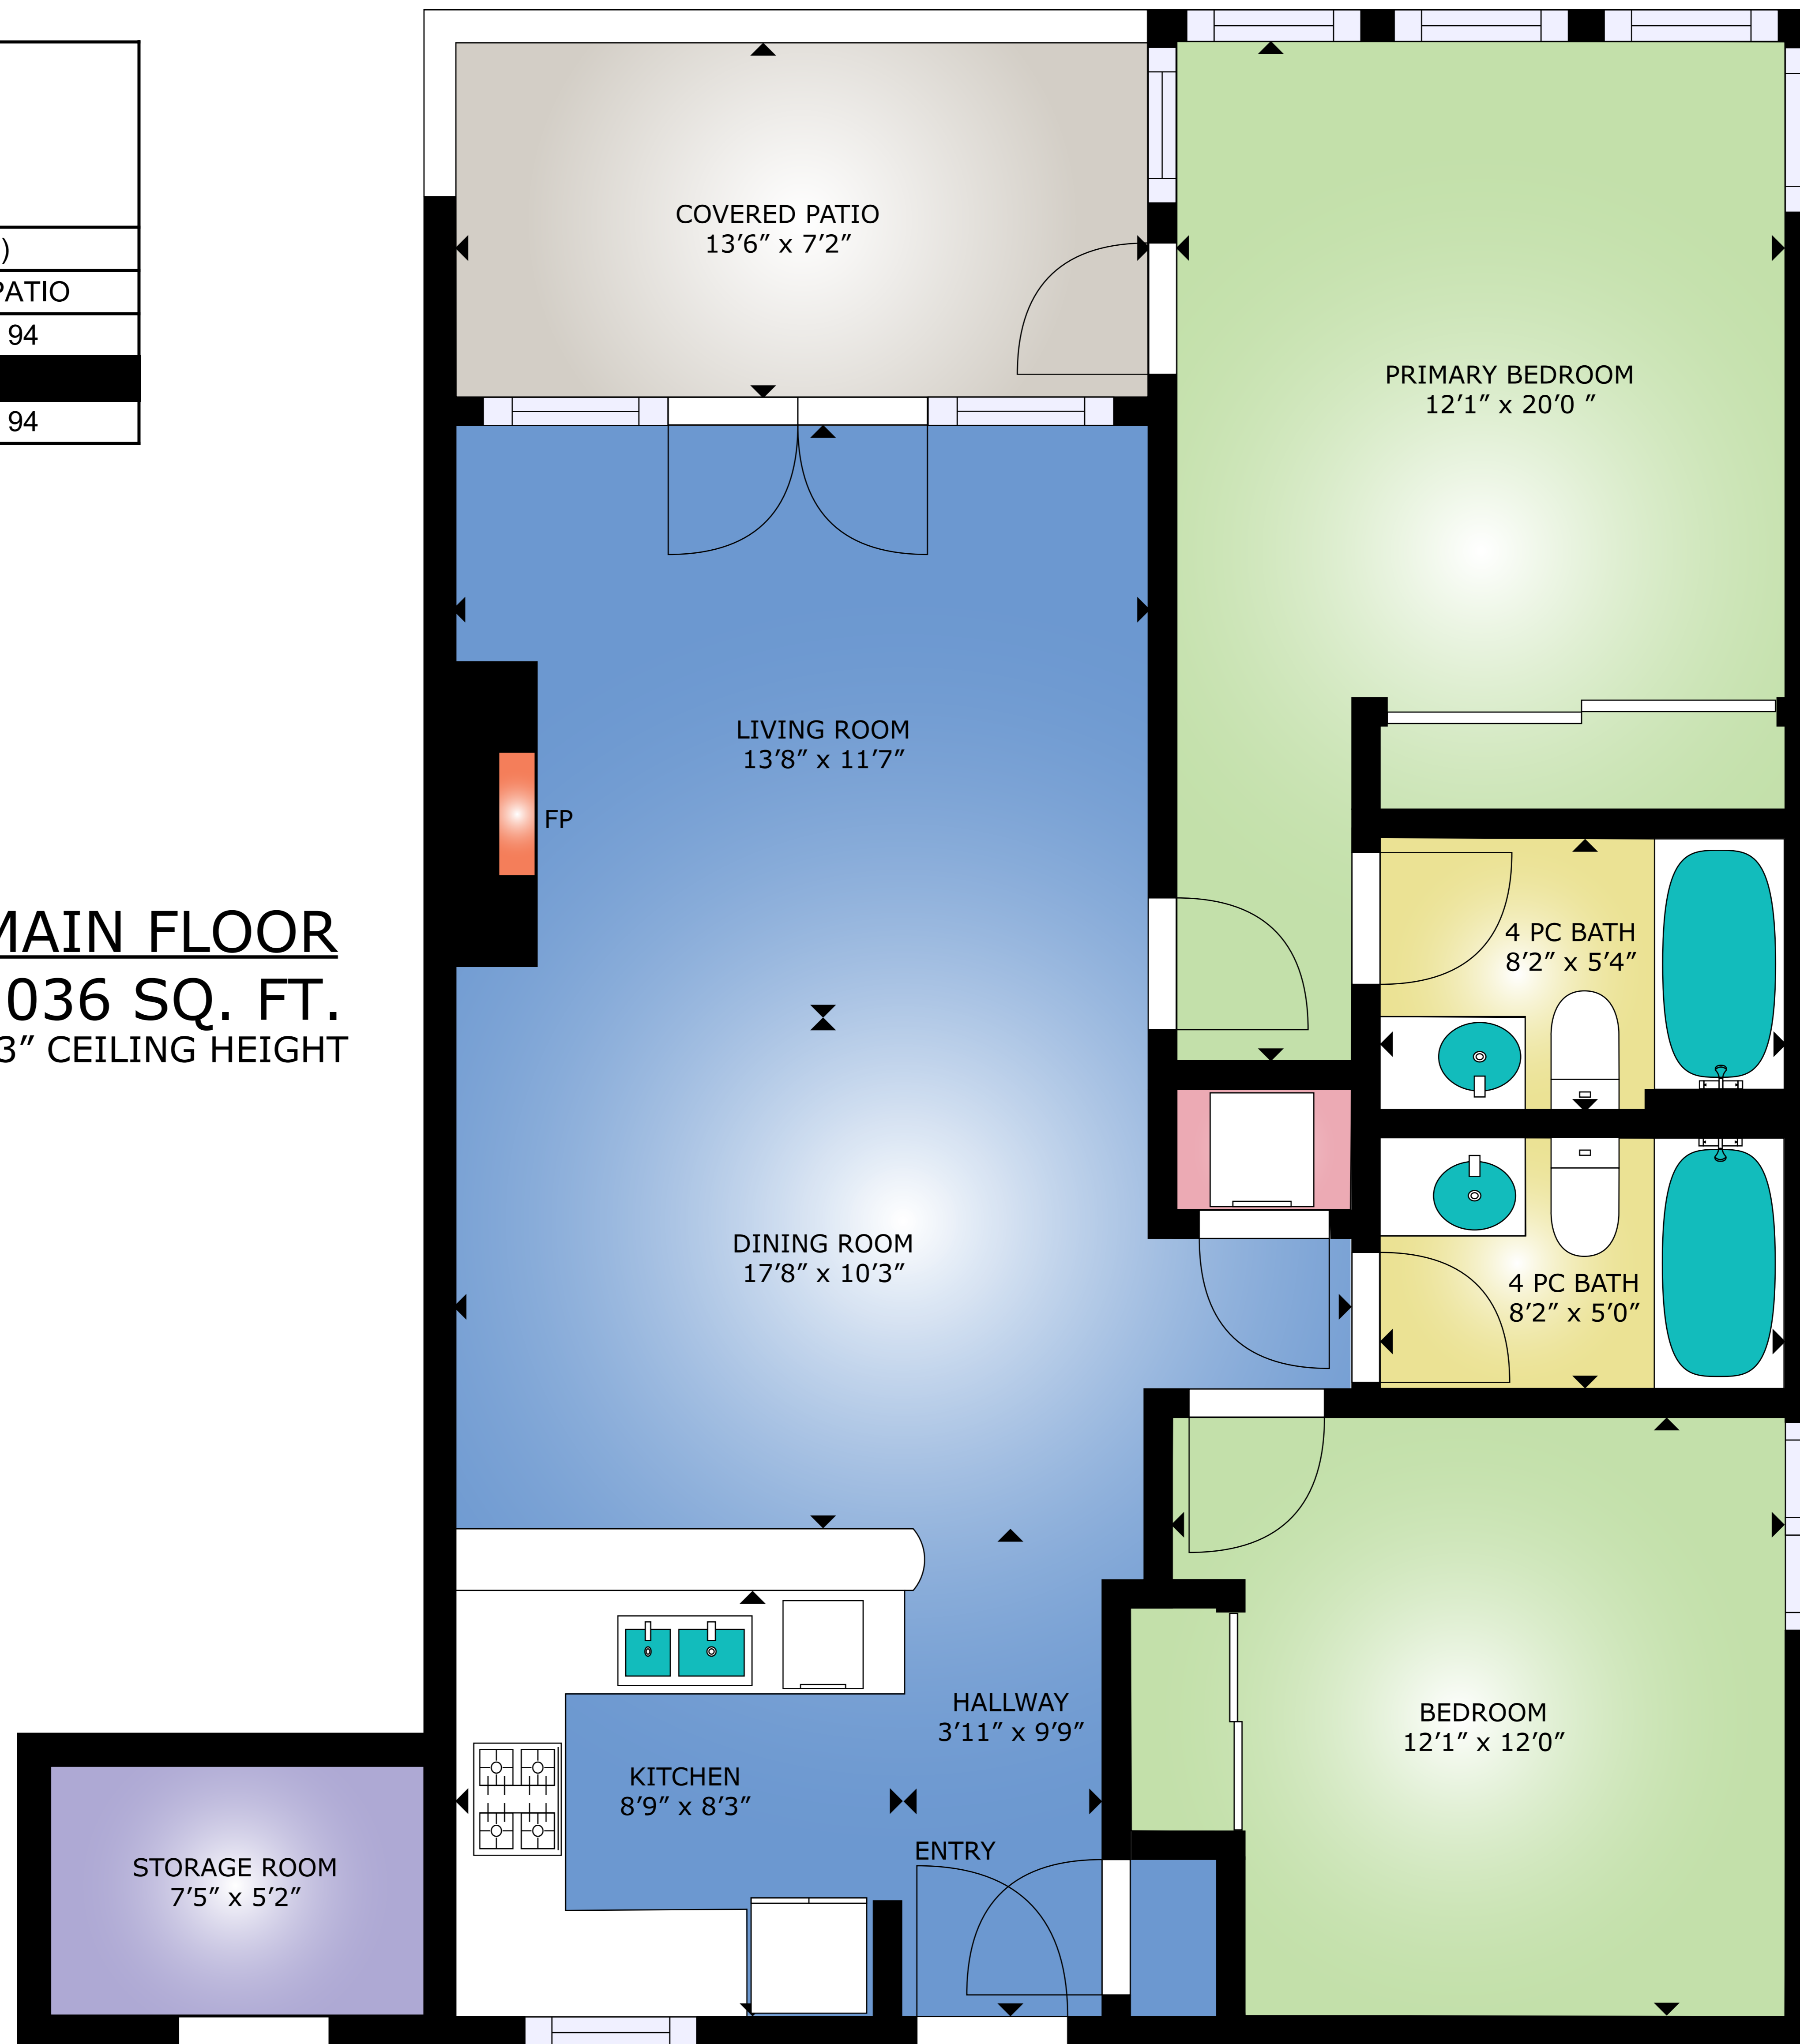 )
PATIO
94
94
MAIN FLOOR
036 SQ. FT.
3” CEILING HEIGHT
COVERED PATIO
13’6” x 7’2”
PRIMARY BEDROOM
12’1” x 20’0 ”
LIVING ROOM
13’8” x 11’7”
FP
4 PC BATH
8’2” x 5’4”
DINING ROOM
17’8” x 10’3”
4 PC BATH
8’2” x 5’0”
HALLWAY
3’11” x 9’9”
BEDROOM
12’1” x 12’0”
KITCHEN
8’9” x 8’3”
ENTRY
STORAGE ROOM
7’5” x 5’2”